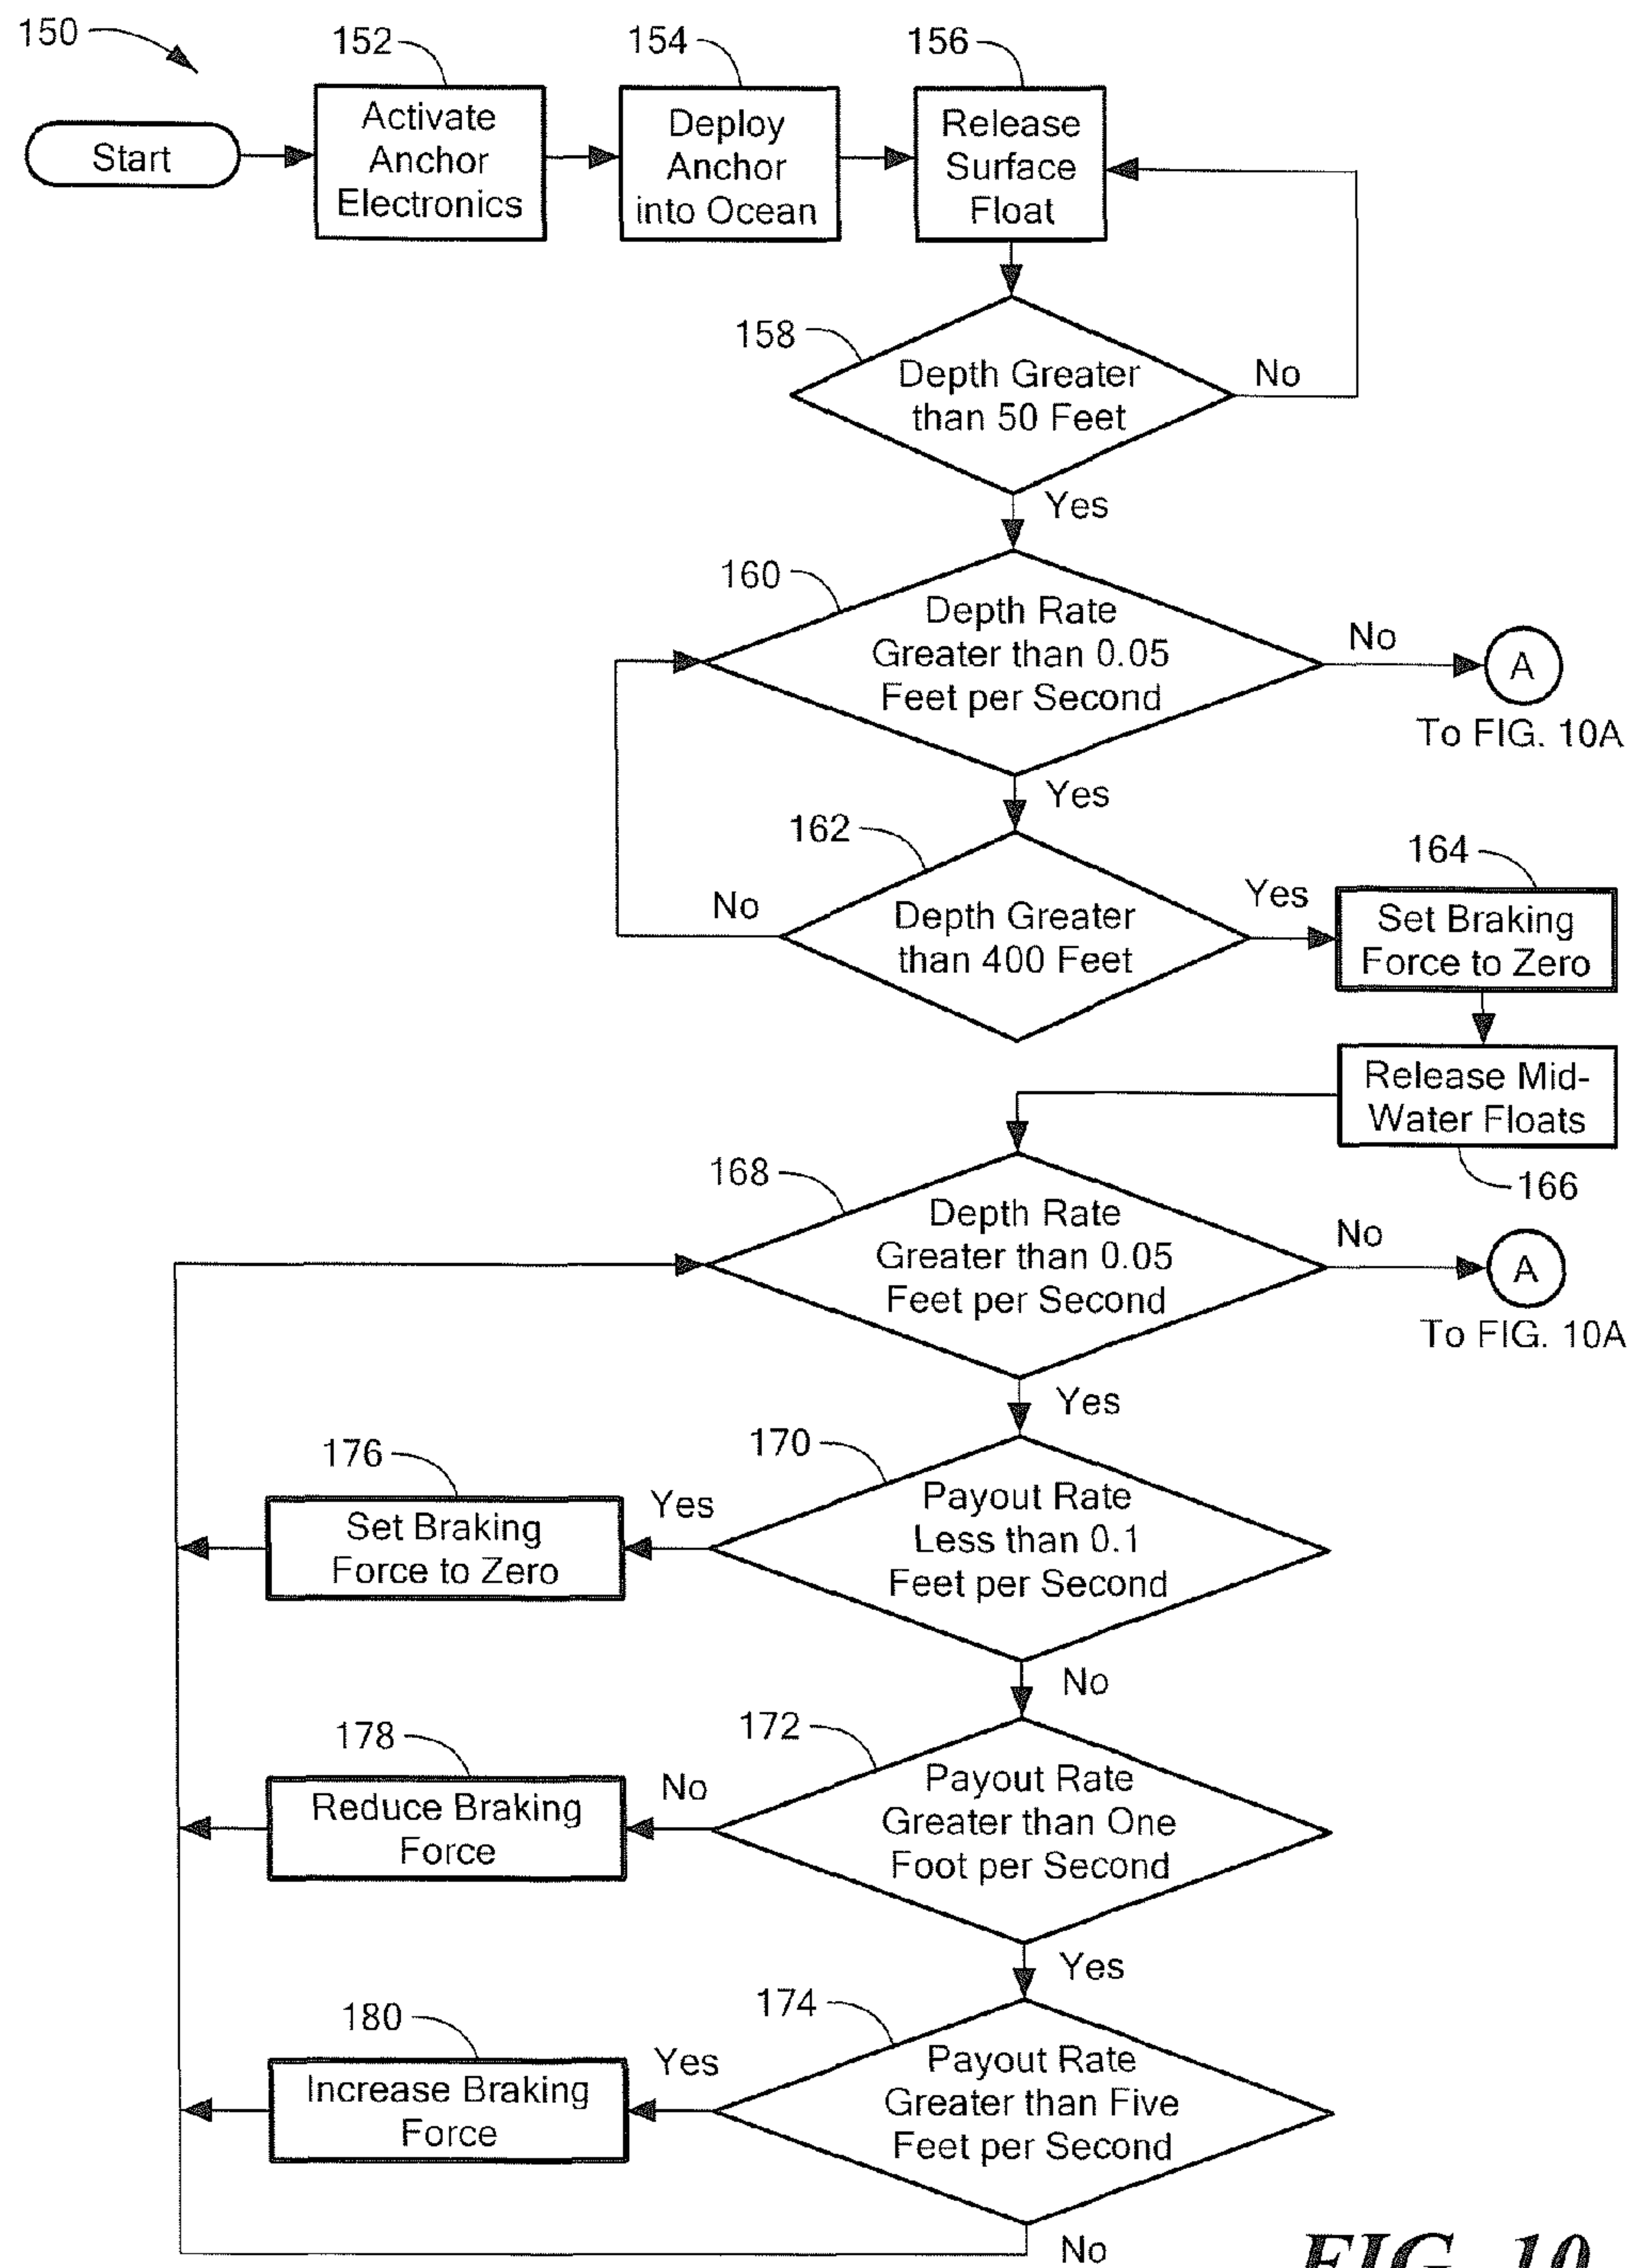 150
152
154
156
Start
Activate
Anchor
Electronics
Deploy
Anchor
into Ocean
Release
Surface
Float
158
Depth Greater
than 50 Feet
No
Yes
160
Depth Rate
Greater than 0.05
Feet per Second
No
A
To FIG. 10A
Yes
162
Depth Greater
than 400 Feet
No
Yes
164
Set Braking
Force to Zero
Release Mid-
Water Floats
166
168
Depth Rate
Greater than 0.05
Feet per Second
No
A
To FIG. 10A
Yes
170
Payout Rate
Less than 0.1
Feet per Second
Yes
176
Set Braking
Force to Zero
No
172
Payout Rate
Greater than One
Foot per Second
No
178
Reduce Braking
Force
Yes
174
Payout Rate
Greater than Five
Feet per Second
Yes
180
Increase Braking
Force
No
FIG. 10